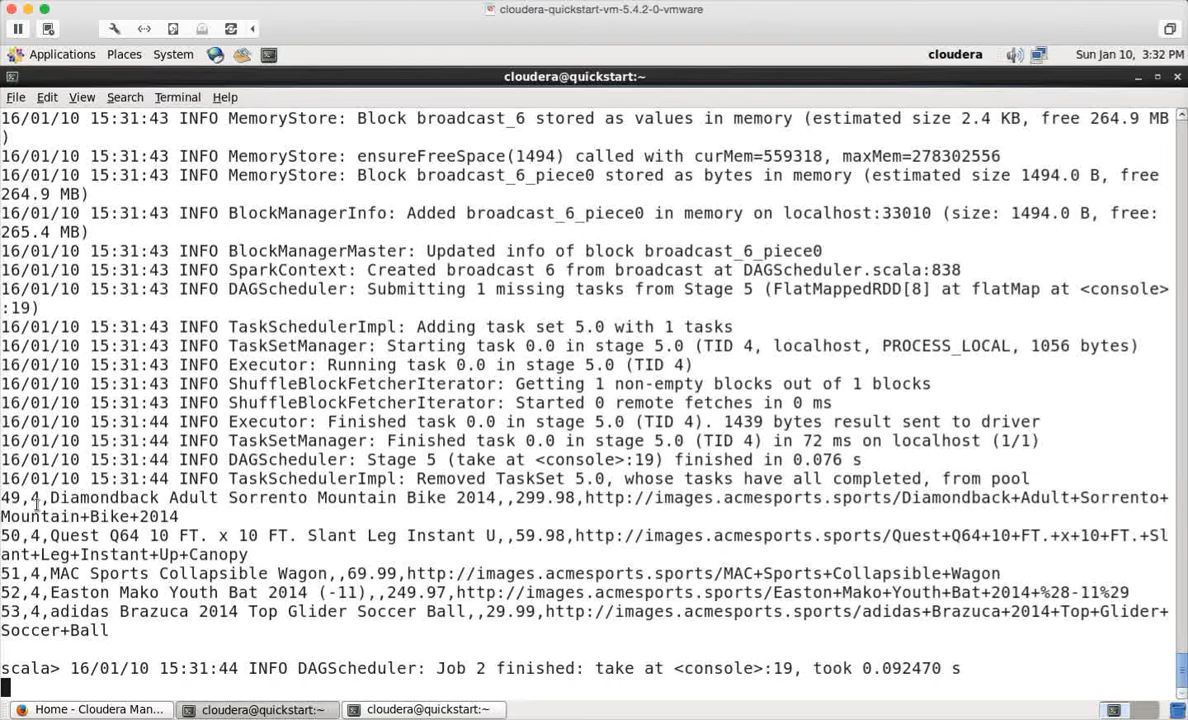 cloudera-quickstart-vm-5.4.2-0-vmware
Applications Places System cloudera Sun Jan 10, 3:32 PM
cloudera@quickstart:~
File Edit View Search Terminal Help
16/01/10 15:31:43 INFO MemoryStore: Block broadcast_6 stored as values in memory (estimated size 2.4 KB, free 264.9 MB
)
16/01/10 15:31:43 INFO MemoryStore: ensureFreeSpace(1494) called with curMem=559318, maxMem=278302556
16/01/10 15:31:43 INFO MemoryStore: Block broadcast_6_piece0 stored as bytes in memory (estimated size 1494.0 B, free
264.9 MB)
16/01/10 15:31:43 INFO BlockManagerInfo: Added broadcast_6_piece0 in memory on localhost:33010 (size: 1494.0 B, free:
265.4 MB)
16/01/10 15:31:43 INFO BlockManagerMaster: Updated info of block broadcast_6_piece0
16/01/10 15:31:43 INFO SparkContext: Created broadcast 6 from broadcast at DAGScheduler.scala:838
16/01/10 15:31:43 INFO DAGScheduler: Submitting 1 missing tasks from Stage 5 (FlatMappedRDD[8] at flatMap at <console>
:19)
16/01/10 15:31:43 INFO TaskSchedulerImpl: Adding task set 5.0 with 1 tasks
16/01/10 15:31:43 INFO TaskSetManager: Starting task 0.0 in stage 5.0 (TID 4, localhost, PROCESS_LOCAL, 1056 bytes)
16/01/10 15:31:43 INFO Executor: Running task 0.0 in stage 5.0 (TID 4)
16/01/10 15:31:43 INFO ShuffleBlockFetcherIterator: Getting 1 non-empty blocks out of 1 blocks
16/01/10 15:31:43 INFO ShuffleBlockFetcherIterator: Started 0 remote fetches in 0 ms
16/01/10 15:31:44 INFO Executor: Finished task 0.0 in stage 5.0 (TID 4). 1439 bytes result sent to driver
16/01/10 15:31:44 INFO TaskSetManager: Finished task 0.0 in stage 5.0 (TID 4) in 72 ms on localhost (1/1)
16/01/10 15:31:44 INFO DAGScheduler: Stage 5 (take at <console>:19) finished in 0.076 s
16/01/10 15:31:44 INFO TaskSchedulerImpl: Removed TaskSet 5.0, whose tasks have all completed, from pool
49,4,Diamondback Adult Sorrento Mountain Bike 2014,,299.98,http://images.acmesports.sports/Diamondback+Adult+Sorrento+
Mountain+Bike+2014
50,4,Quest Q64 10 FT. x 10 FT. Slant Leg Instant U,,59.98,http://images.acmesports.sports/Quest+Q64+10+FT.+x+10+FT.+Sl
ant+Leg+Instant+Up+Canopy
51,4,MAC Sports Collapsible Wagon,,69.99,http://images.acmesports.sports/MAC+Sports+Collapsible+Wagon
52,4,Easton Mako Youth Bat 2014 (-11),,249.97,http://images.acmesports.sports/Easton+Mako+Youth+Bat+2014+%28-11%29
53,4,adidas Brazuca 2014 Top Glider Soccer Ball,,29.99,http://images.acmesports.sports/adidas+Brazuca+2014+Top+Glider+
Soccer+Ball
scala> 16/01/10 15:31:44 INFO DAGScheduler: Job 2 finished: take at <console>:19, took 0.092470 s
Home - Cloudera Man... cloudera@quickstart:~ cloudera@quickstart:~